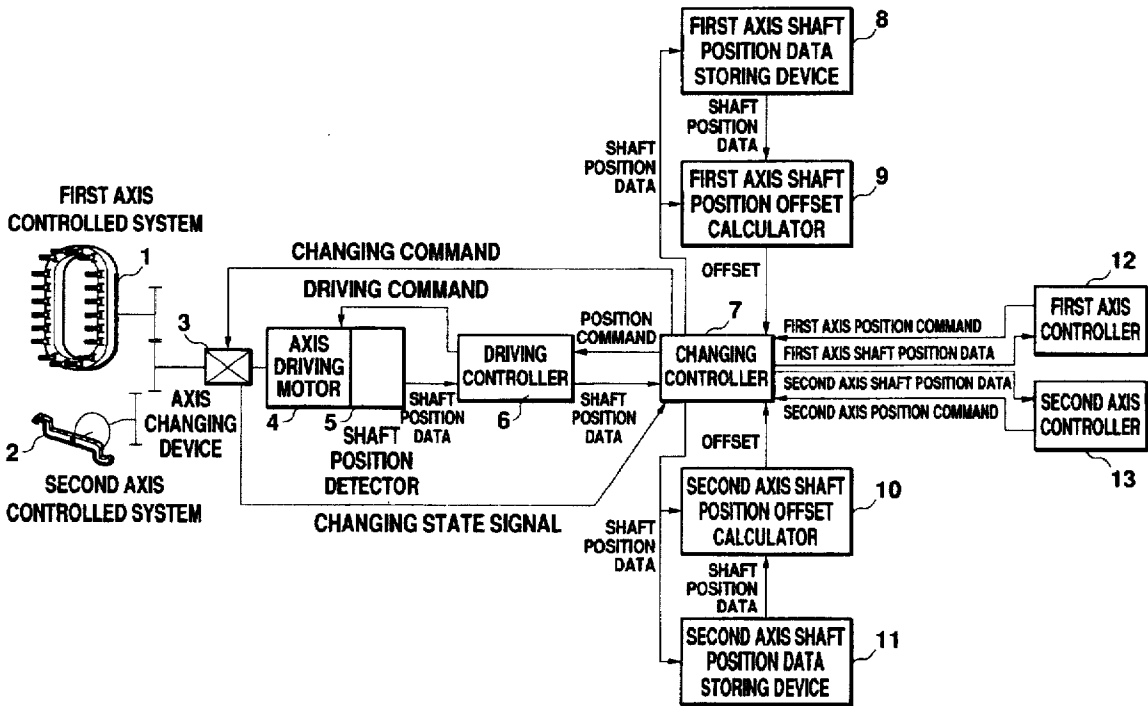 FIRST AXIS SHAFT
POSITION DATA
STORING DEVICE
8
SHAFT
POSITION
DATA
SHAFT
POSITION
DATA
FIRST AXIS SHAFT
POSITION OFFSET
CALCULATOR
9
FIRST AXIS
CONTROLLED SYSTEM
1
CHANGING COMMAND
OFFSET
DRIVING COMMAND
12
3
7
POSITION
COMMAND
FIRST AXIS POSITION COMMAND
FIRST AXIS
CONTROLLER
AXIS
DRIVING
MOTOR
DRIVING
CONTROLLER
CHANGING
CONTROLLER
FIRST AXIS SHAFT POSITION DATA
SECOND AXIS SHAFT POSITION DATA
SECOND AXIS POSITION COMMAND
SECOND AXIS
CONTROLLER
AXIS
CHANGING
DEVICE
4
5
SHAFT
POSITION
DATA
6
SHAFT
POSITION
DATA
2
SHAFT
POSITION
DETECTOR
OFFSET
13
SECOND AXIS
CONTROLLED SYSTEM
CHANGING STATE SIGNAL
SECOND AXIS SHAFT
POSITION OFFSET
CALCULATOR
10
SHAFT
POSITION
DATA
SHAFT
POSITION
DATA
SECOND AXIS SHAFT
POSITION DATA
STORING DEVICE
11